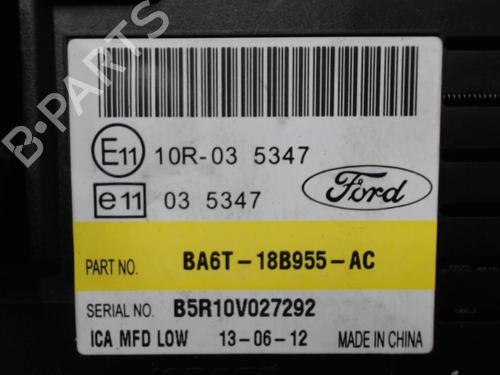 B-PARTS
E11 10R-03 5347
e11 03 5347
Ford
PART NO. BA6T-18B955-AC
SERIAL NO. B5R10V027292
ICA MFD LOW 13-06-12 MADE IN CHINA